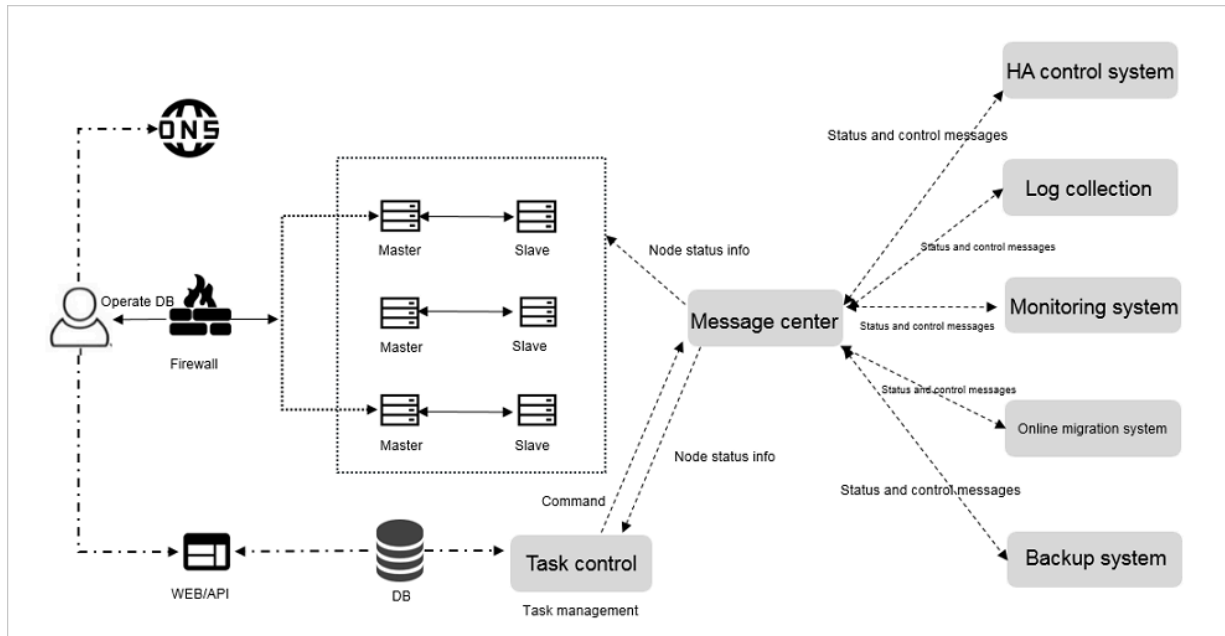 HA control system
DNS
Status and control messages
Log collection
Master
Slave
Node status info
Status and control messages
Operate DB
Message center
Monitoring system
Status and control messages
Firewall
Master
Slave
Status and control messages
Online migration system
Master
Slave
Node status info
Status and control messages
Command
Task control
Backup system
WEB/API
DB
Task management